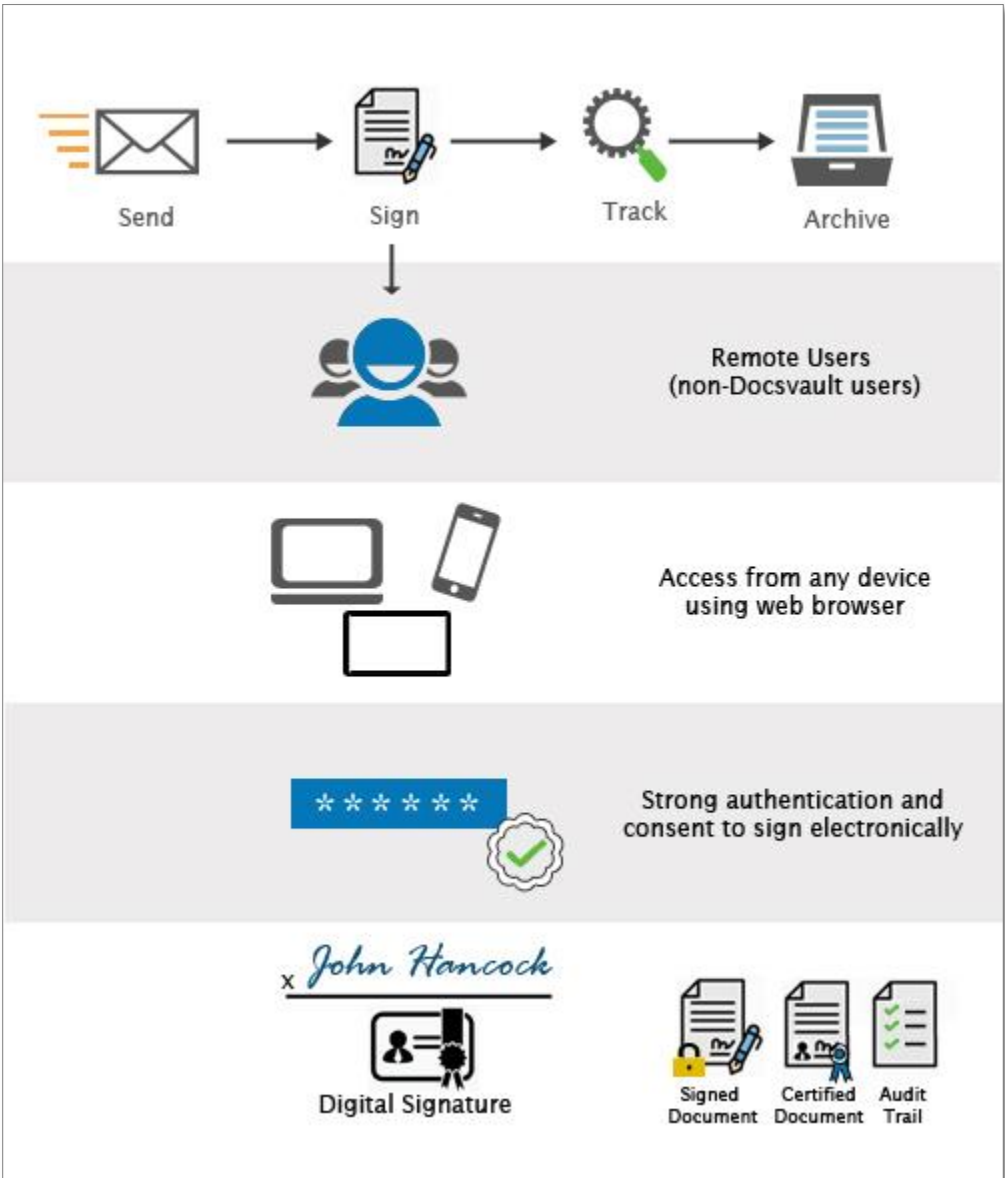 Send
Sign
Track
Archive
Remote Users
(non-Docsvault users)
Access from any device
using web browser
******
Strong authentication and
consent to sign electronically
x John Hancock
Digital Signature
Signed
Document
Certified
Document
Audit
Trail